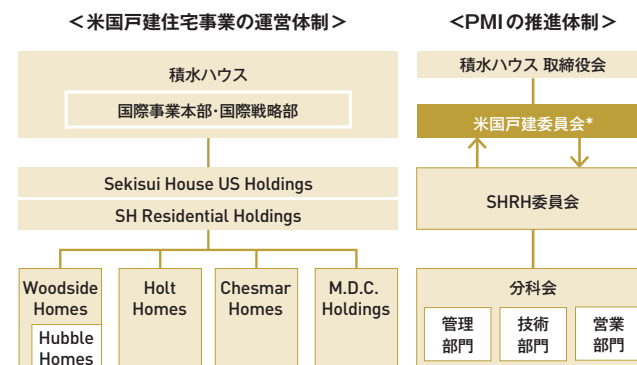 ＜米国戸建住宅事業の運営体制＞
積水ハウス
国際事業本部・国際戦略部
Sekisui House US Holdings
SH Residential Holdings
Woodside
Homes
Hubble
Homes
Holt
Homes
Chesmar
Homes
M.D.C.
Holdings
＜PMIの推進体制＞
積水ハウス 取締役会
米国戸建委員会*
SHRH委員会
分科会
管理
部門
技術
部門
営業
部門